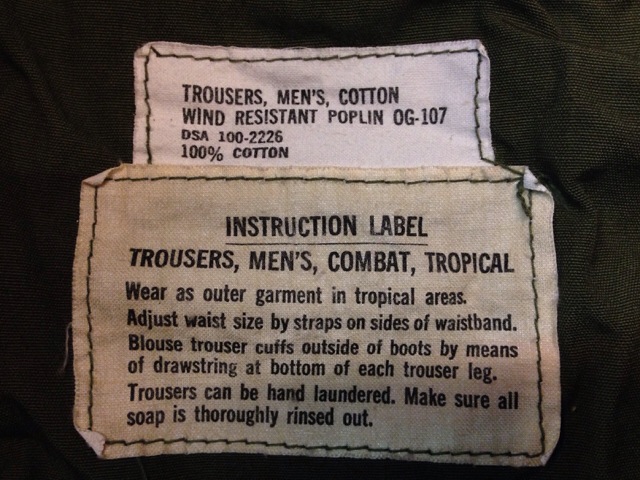 TROUSERS, MEN'S, COTTON
WIND RESISTANT POPLIN OG-107
DSA 100-2226
100% COTTON
INSTRUCTION LABEL
TROUSERS, MEN'S, COMBAT, TROPICAL
Wear as outer garment in tropical areas.
Adjust waist size by straps on sides of waistband.
Blouse trouser cuffs outside of boots by means
of drawstring at bottom of each trouser leg.
Trousers can be hand laundered. Make sure all
soap is thoroughly rinsed out.